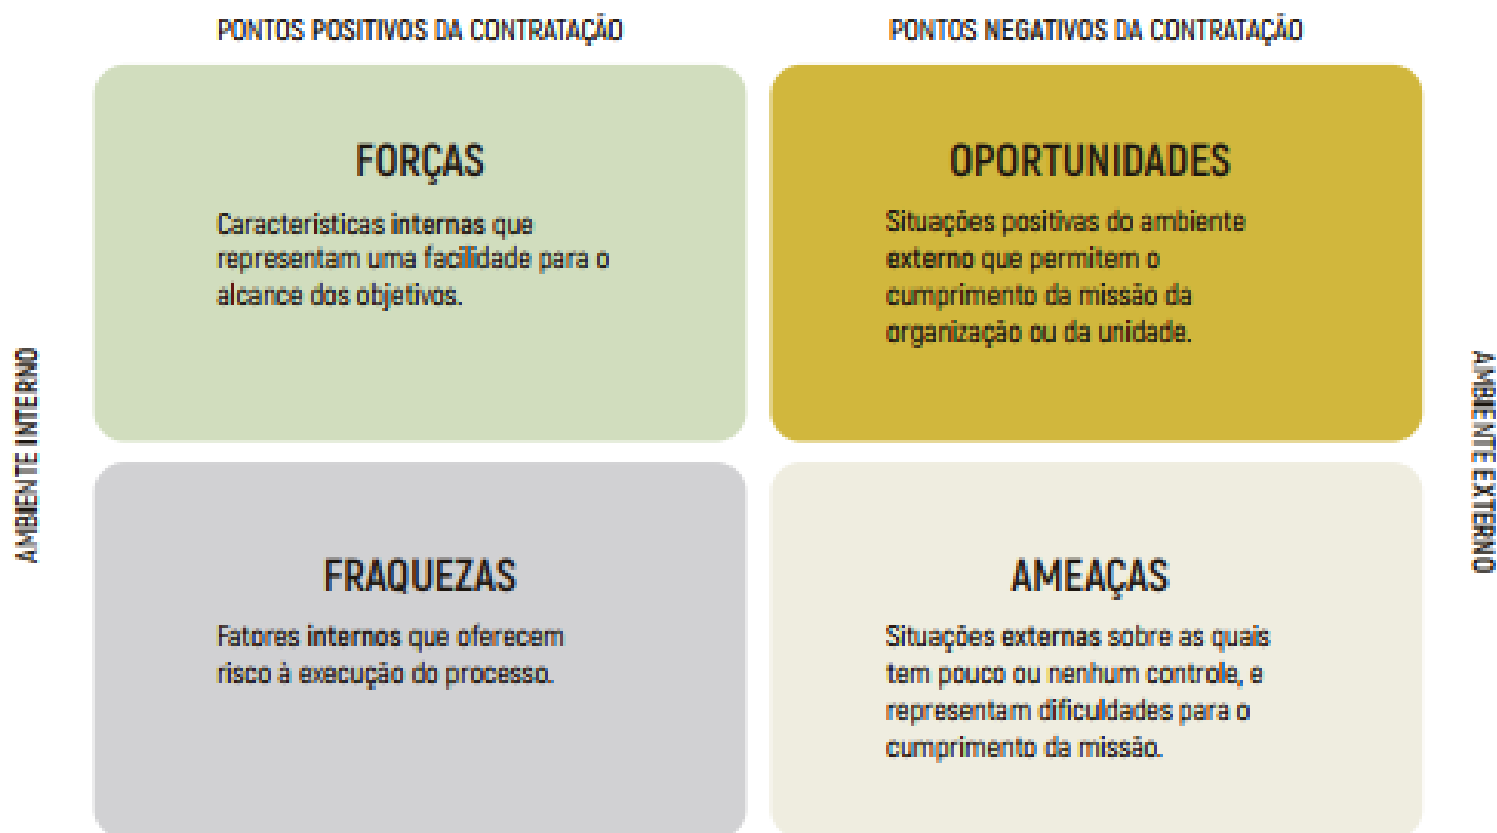 PONTOS POSITIVOS DA CONTRATAÇÃO
PONTOS NEGATIVOS DA CONTRATAÇÃO
AMBIENTE INTERNO
FORÇAS
Características internas que
representam uma facilidade para o
alcance dos objetivos.
OPORTUNIDADES
Situações positivas do ambiente
externo que permitem o
cumprimento da missão da
organização ou da unidade.
FRAQUEZAS
Fatores internos que oferecem
risco à execução do processo.
AMEAÇAS
Situações externas sobre as quais
tem pouco ou nenhum controle, e
representam dificuldades para o
cumprimento da missão.
AMBIENTE EXTERNO